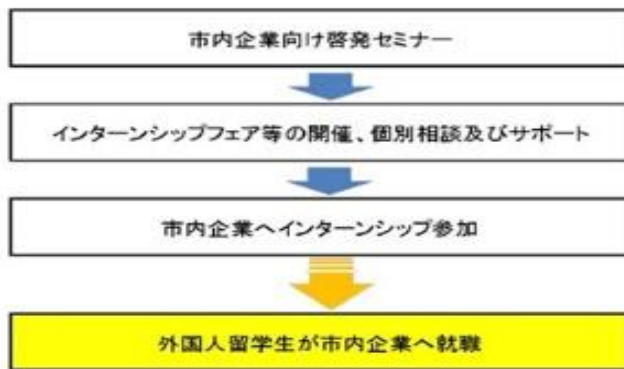 市内企業向け啓発セミナー
インターンシップフェア等の開催、個別相談及びサポート
市内企業へインターンシップ参加
外国人留学生が市内企業へ就職